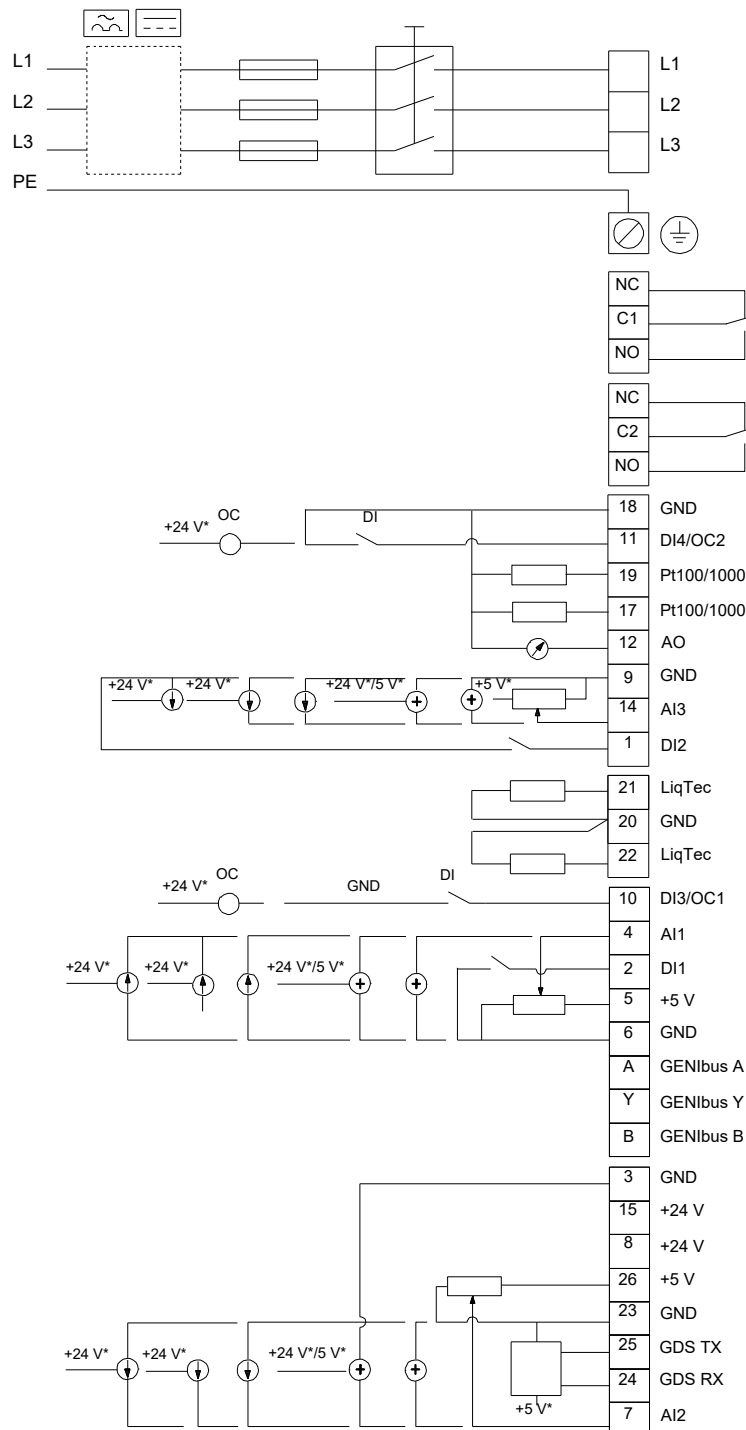 L1 L1
L2 L2
L3 L3
PE
NC
C1
NO
NC
C2
NO
18 GND
+24 V* OC DI 11 DI4/OC2
19 Pt100/1000
17 Pt100/1000
12 AO
9 GND
+24 V* +24 V* +24 V*/5 V* +5 V*
14 AI3
1 DI2
21 LiqTec
20 GND
22 LiqTec
+24 V* OC GND DI 10 DI3/OC1
4 AI1
+24 V* +24 V* +24 V*/5 V* 2 DI1
5 +5 V
6 GND
A GENIbus A
Y GENIbus Y
B GENIbus B
3 GND
15 +24 V
8 +24 V
26 +5 V
23 GND
+24 V* +24 V* +24 V*/5 V* 25 GDS TX
24 GDS RX
+5 V*
7 AI2